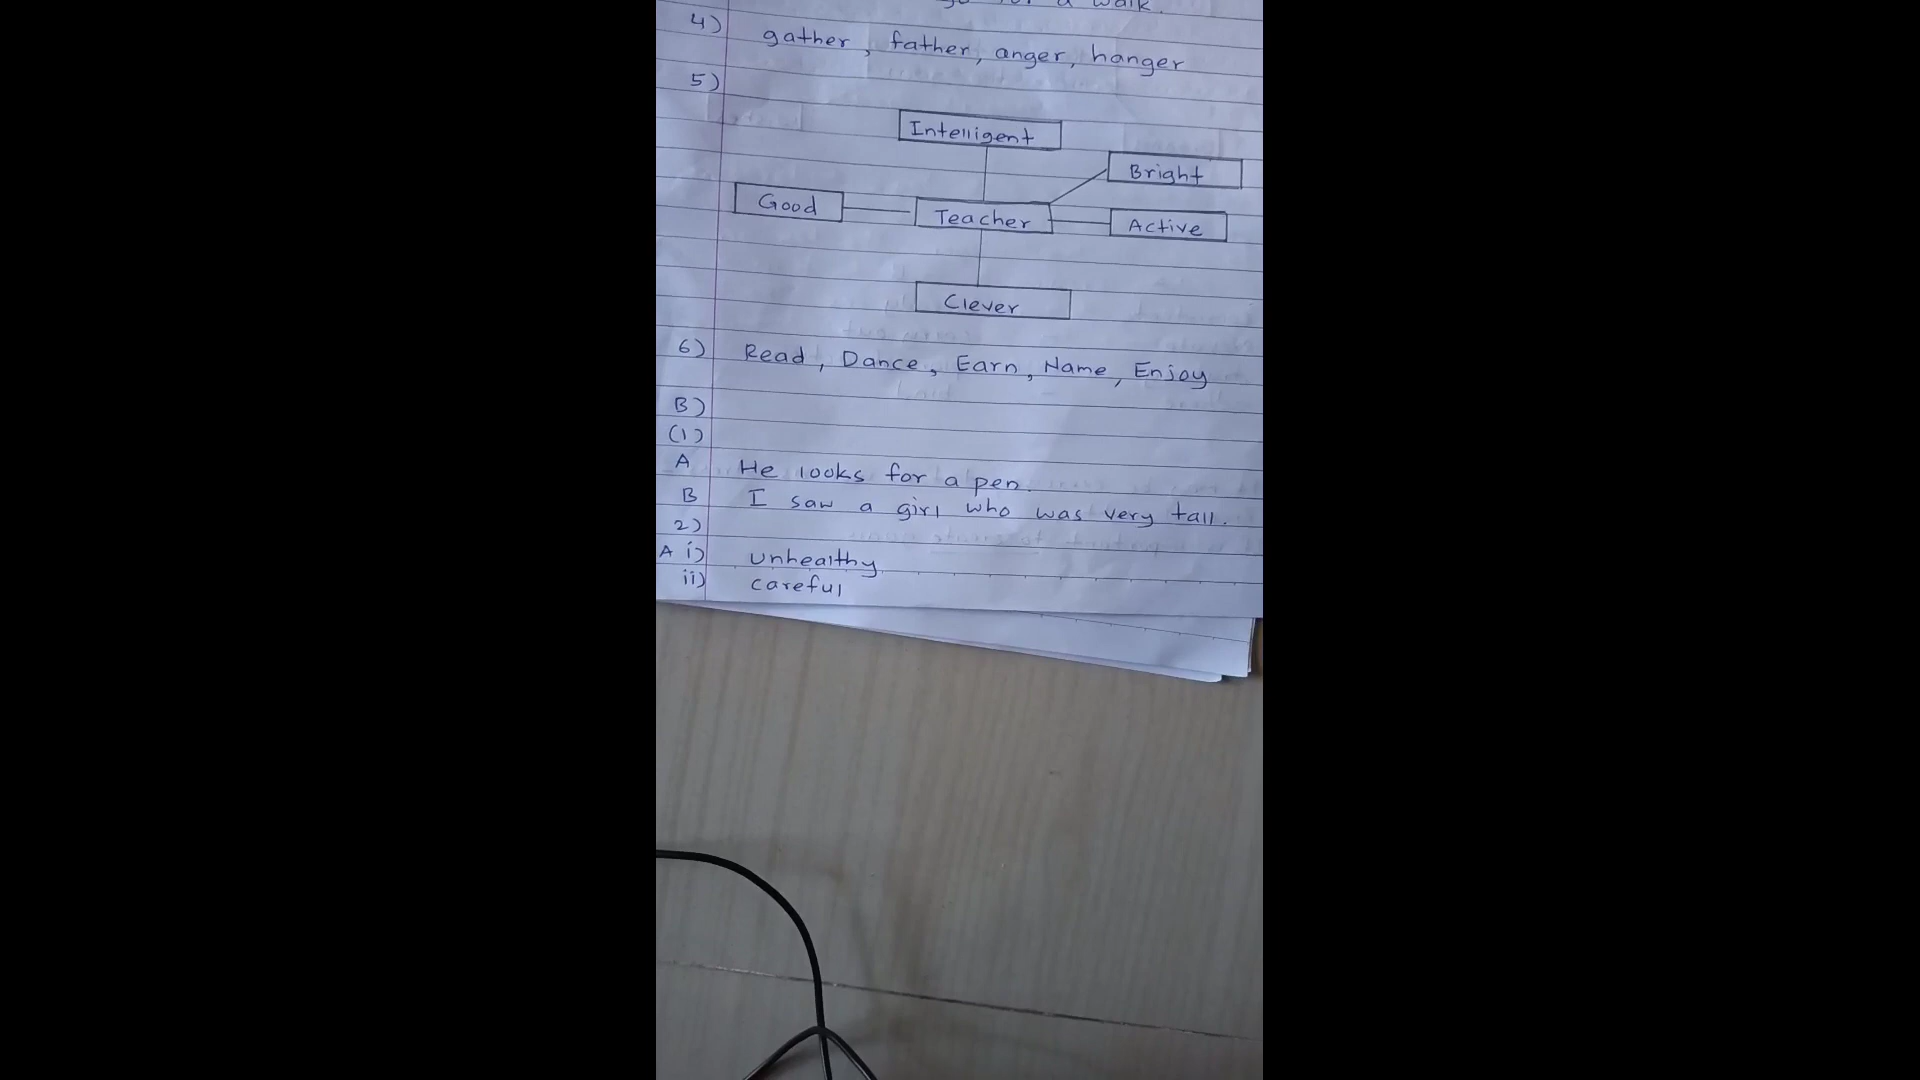 a walk.
4) gather, father, anger, hanger
5)
Intelligent
Bright
Good
Teacher
Active
Clever
6) Read, Dance, Earn, Name, Enjoy
B)
(1)
A He looks for a pen.
B I saw a girl who was very tall.
2)
A i) unhealthy
ii) careful